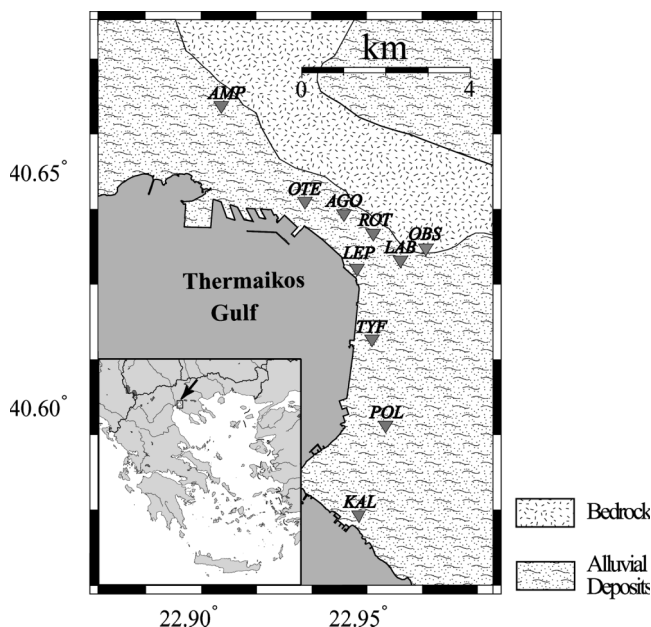 km
0 4
AMP
40.65°
OTE
AGO
ROT
OBS
LAB
LEP
Thermaikos
Gulf
TYF
40.60°
POL
KAL
Bedrock
Alluvial
Deposits
22.90° 22.95°